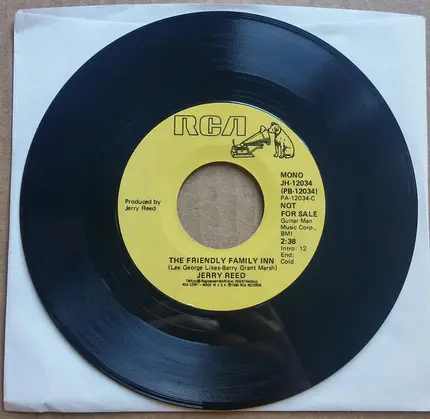 RCA
MONO
JH-12034
(PB-12034)
PA-12034-C
NOT
FOR SALE
Guitar Man
Music Corp.,
BMI
2:38
Intro: 12
End:
Cold
Produced by
Jerry Reed
THE FRIENDLY FAMILY INN
(Lee George Likes-Barry Grant Marsh)
JERRY REED